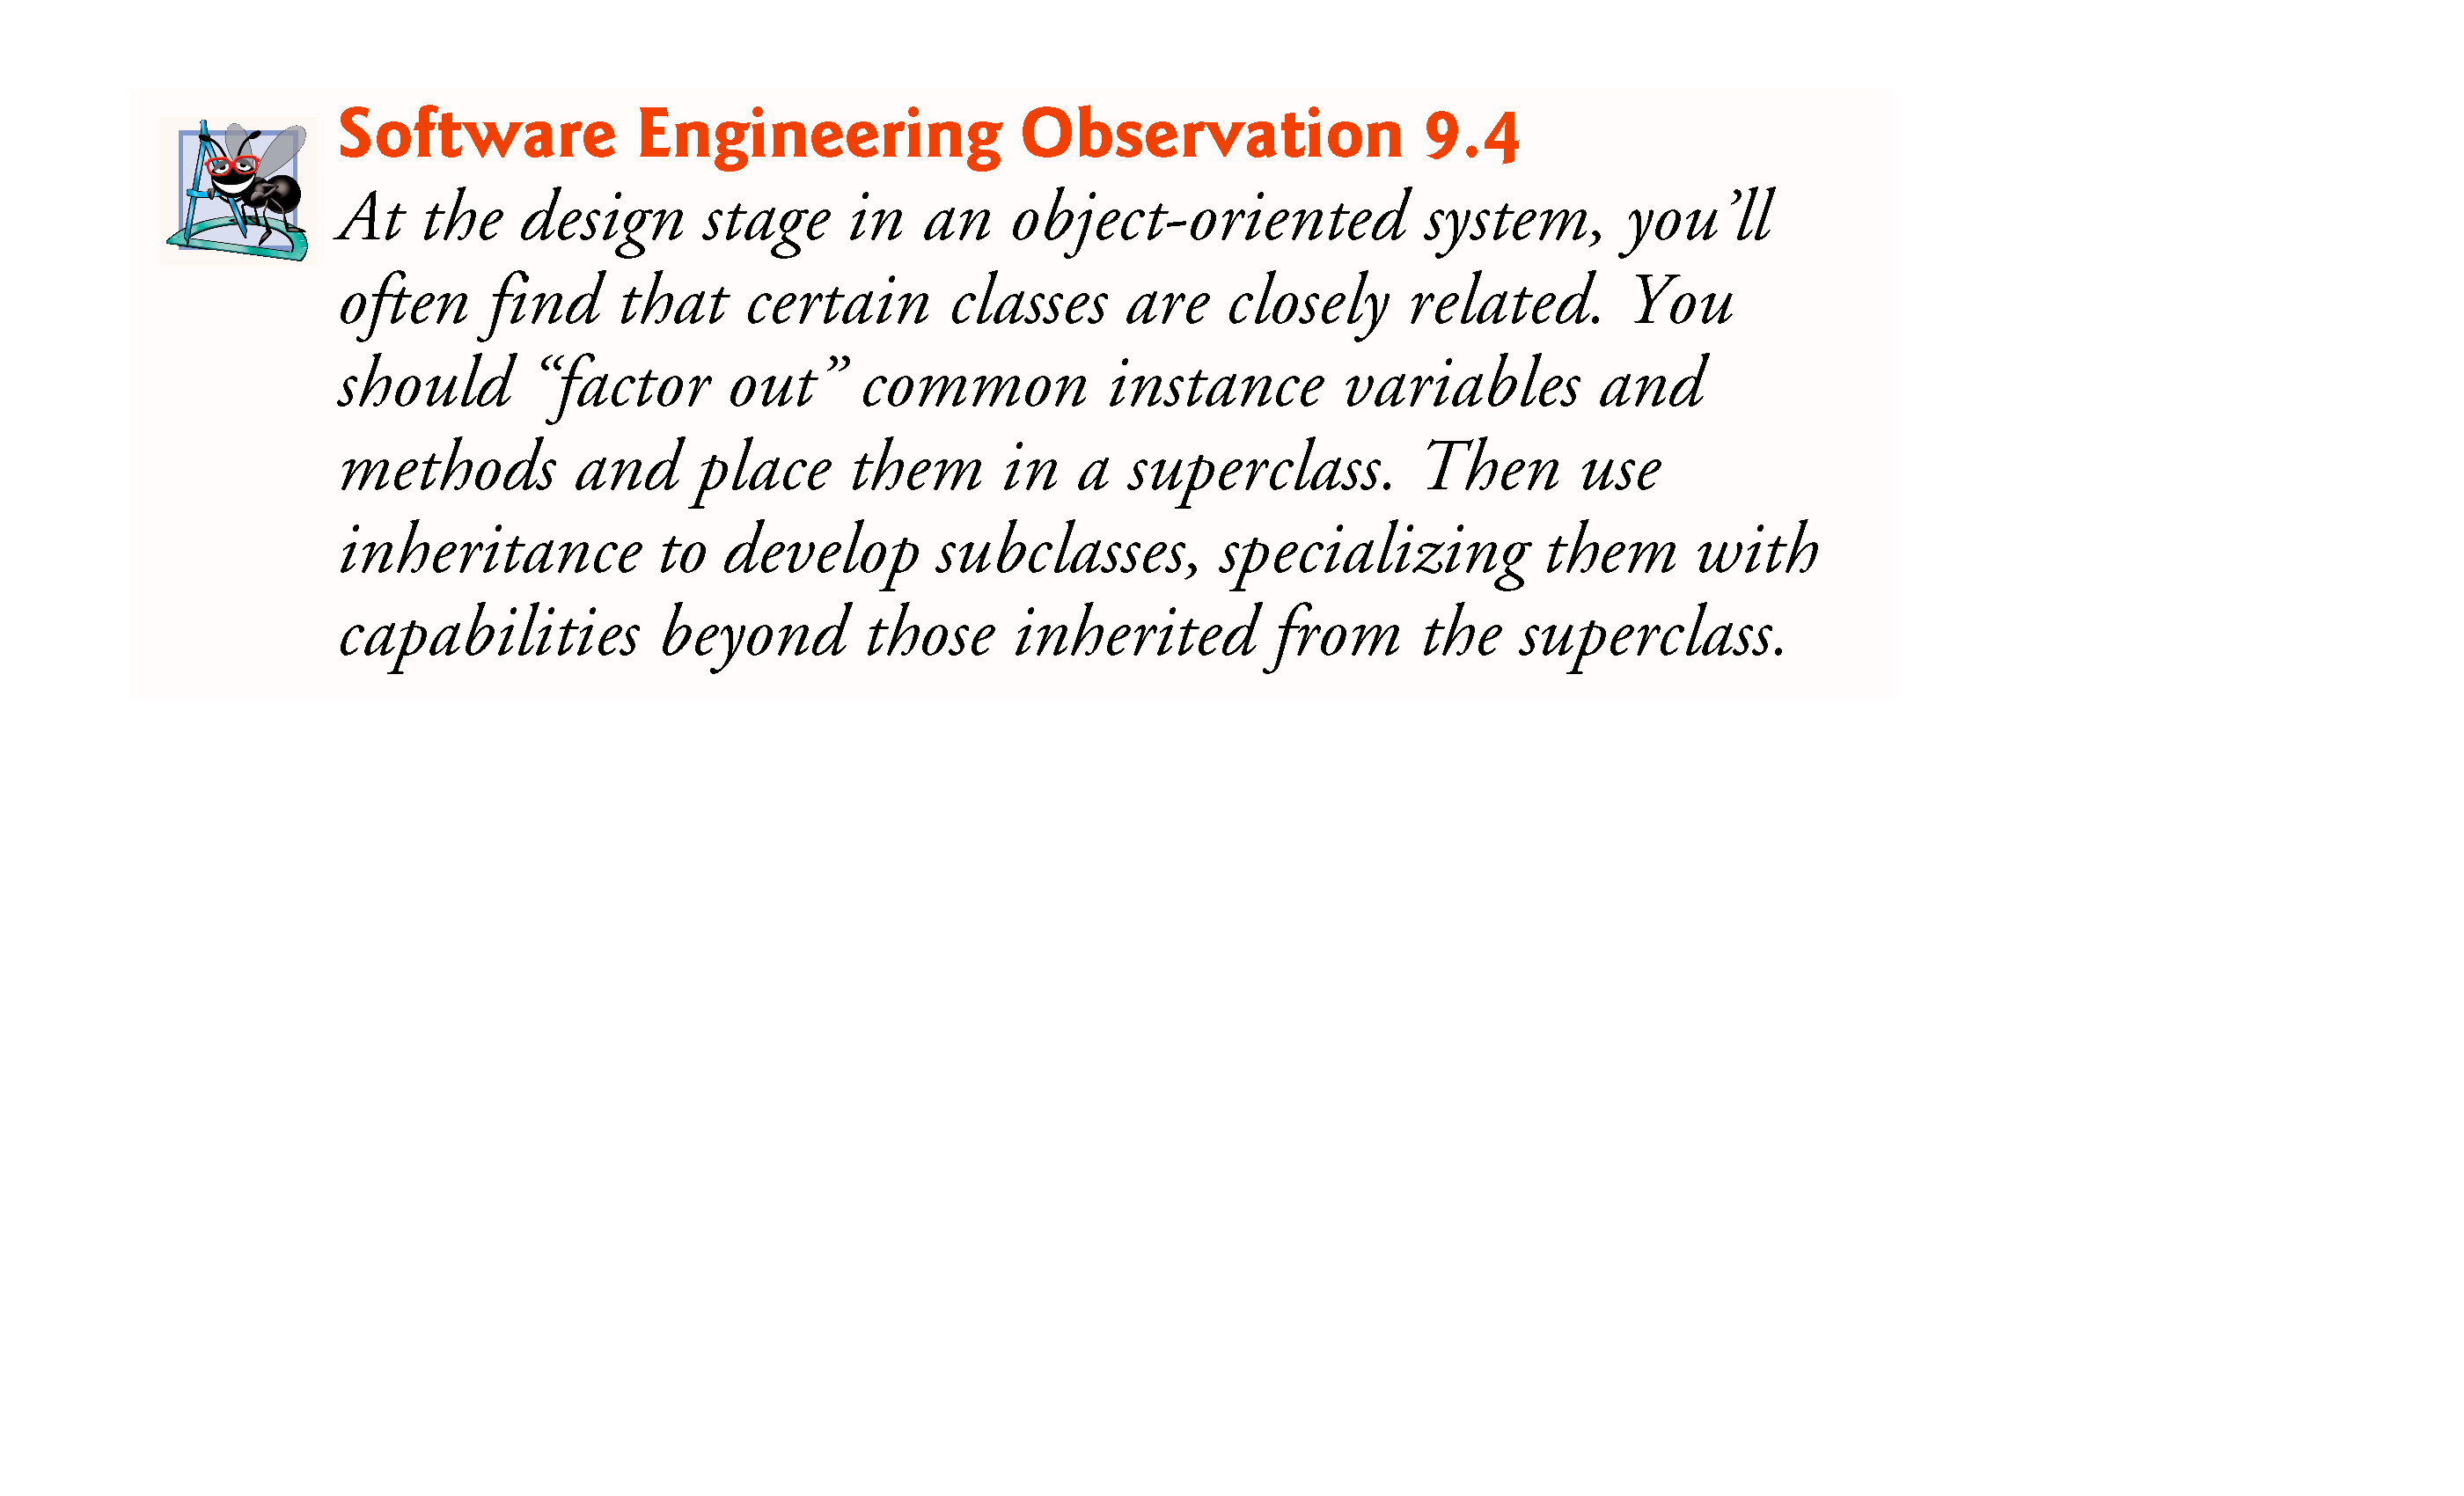 Software Engineering Observation 9.4
At the design stage in an object-oriented system, you’ll
often find that certain classes are closely related. You
should “factor out” common instance variables and
methods and place them in a superclass. Then use
inheritance to develop subclasses, specializing them with
capabilities beyond those inherited from the superclass.